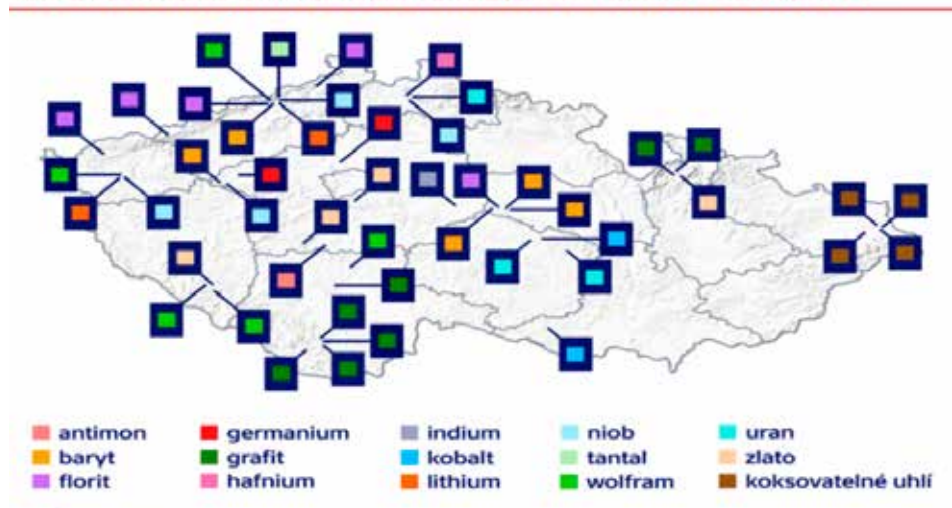 antimon germanium indium niob uran
baryt grafit kobalt tantal zlato
florit hafnium lithium wolfram koksovatelné uhlí